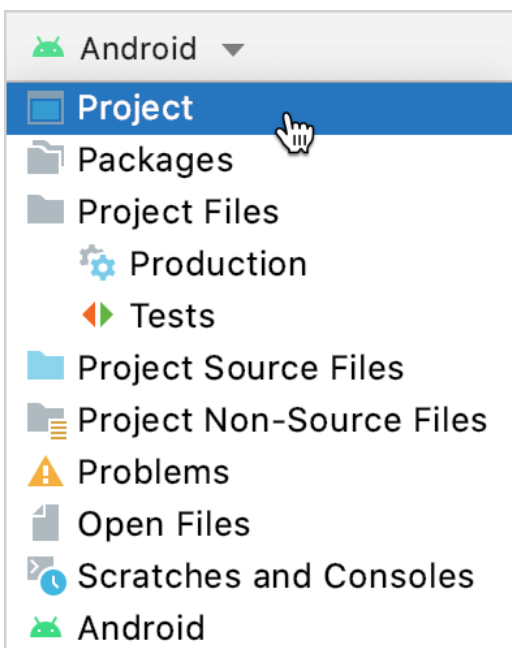 Android
Project
Packages
Project Files
Production
Tests
Project Source Files
Project Non-Source Files
Problems
Open Files
Scratches and Consoles
Android